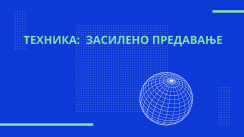 ТЕХНИКА: ЗАСИЛЕНО ПРЕДАВАЊЕ